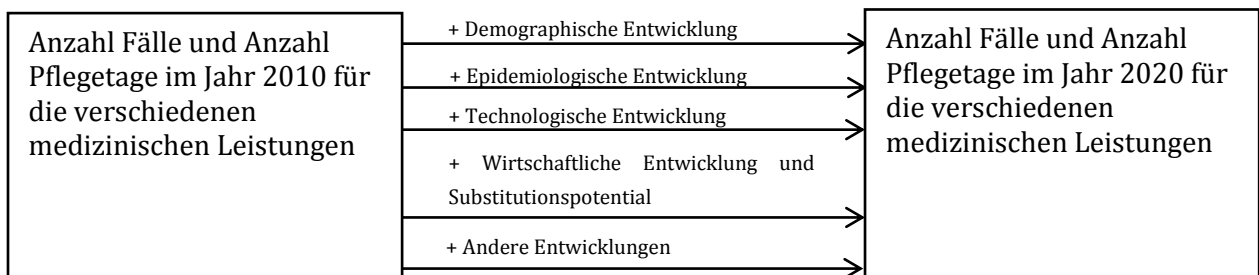 Anzahl Fälle und Anzahl
Pflegetage im Jahr 2010 für
die verschiedenen
medizinischen Leistungen
+ Demographische Entwicklung
+ Epidemiologische Entwicklung
+ Technologische Entwicklung
+ Wirtschaftliche Entwicklung und
Substitutionspotential
+ Andere Entwicklungen
Anzahl Fälle und Anzahl
Pflegetage im Jahr 2020 für
die verschiedenen
medizinischen Leistungen